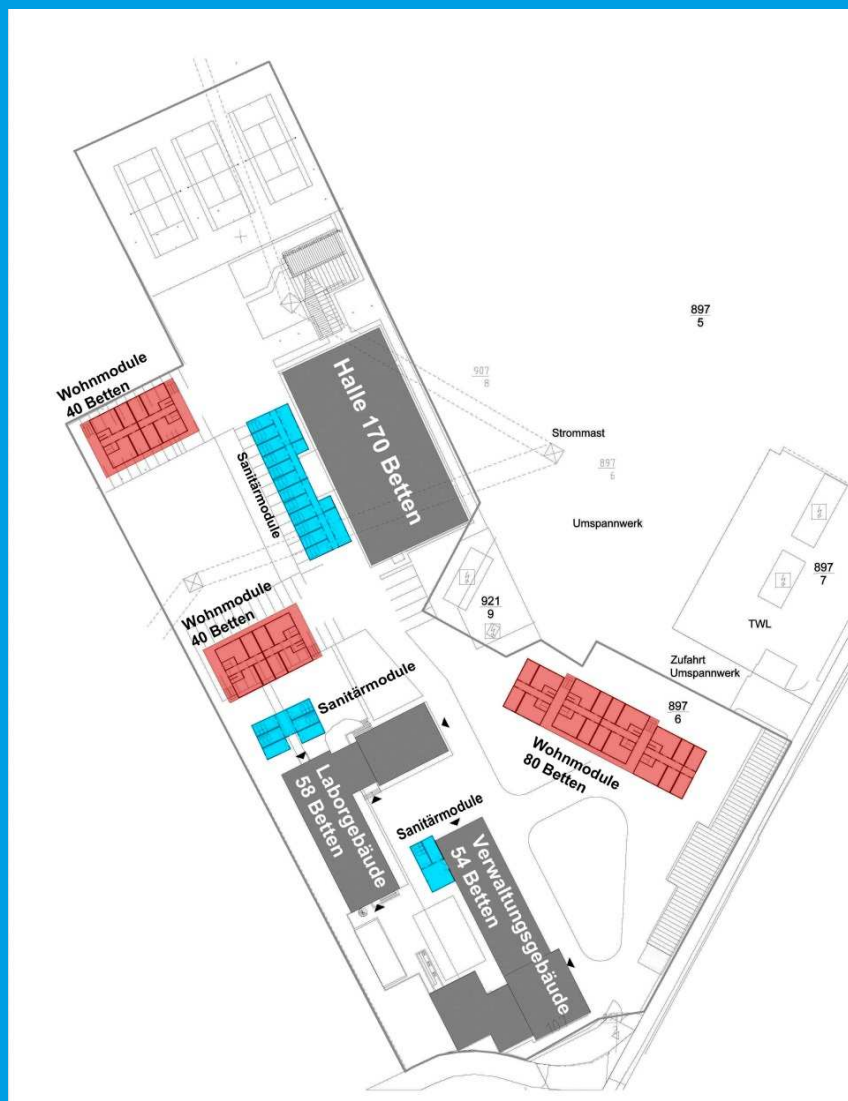 897
5
Wohnmodule
40 Betten
907
8
Halle 170 Betten
Strommast
Sanitärmodule
897
6
Umspannwerk
897
7
921
9
TWL
Wohnmodule
40 Betten
Zufahrt
Umspannwerk
Sanitärmodule
897
6
Wohnmodule
80 Betten
Laborgebäude
58 Betten
Sanitärmodule
Verwaltungsgebäude
54 Betten